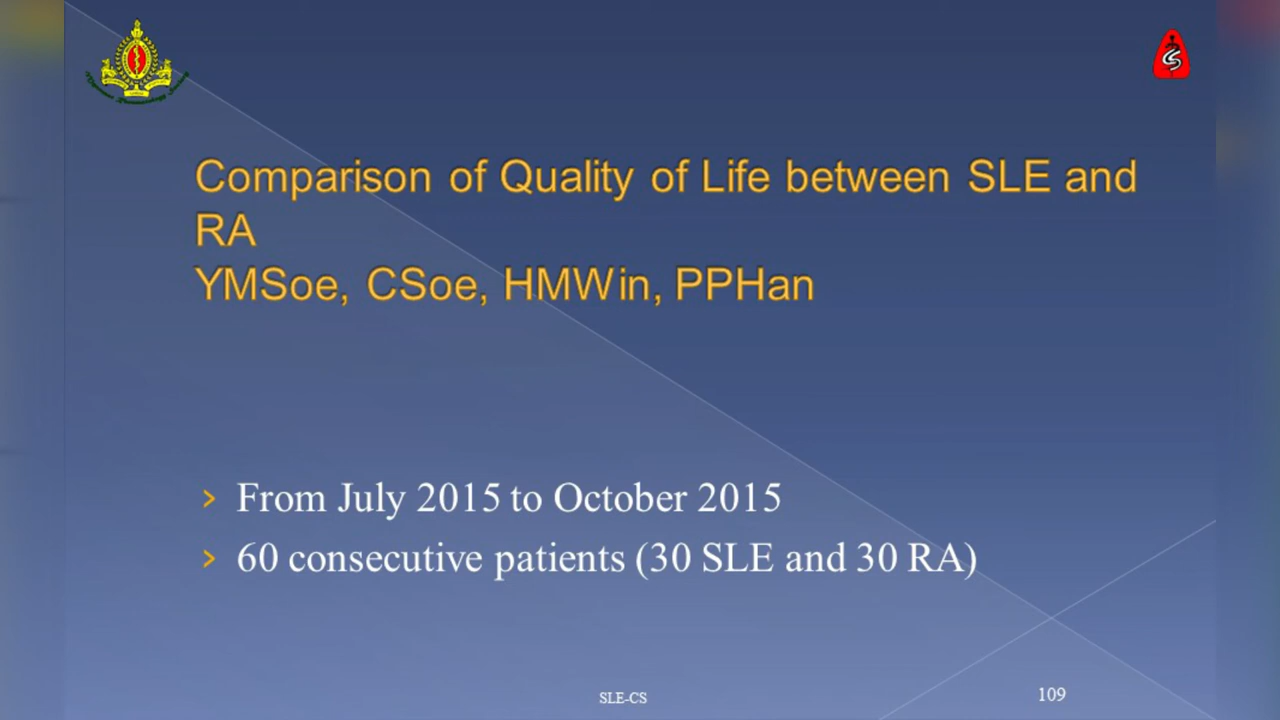 Comparison of Quality of Life between SLE and
RA
YMSoe, CSoe, HMWin, PPHan
› From July 2015 to October 2015
› 60 consecutive patients (30 SLE and 30 RA)
SLE-CS
109